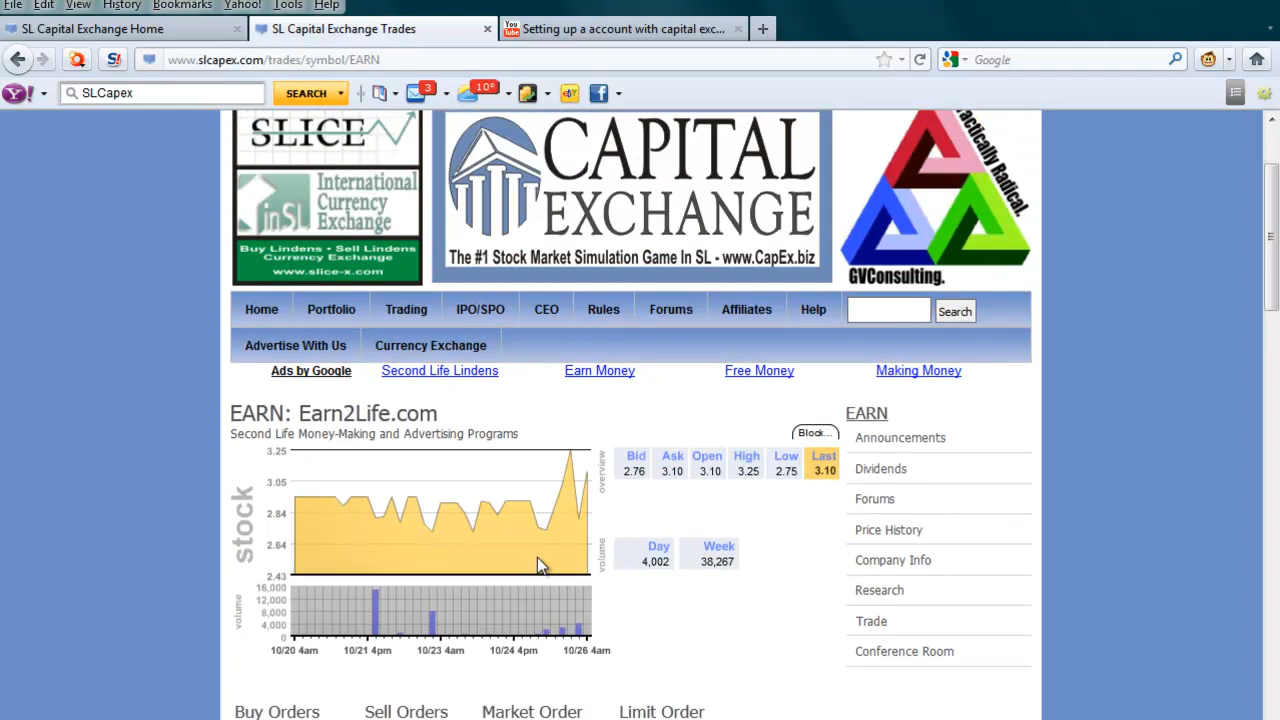 File Edit View History Bookmarks Yahoo! Tools Help
SL Capital Exchange Home
SL Capital Exchange Trades
You Tube Setting up a account with capital exc...
www.slcapex.com/trades/symbol/EARN
Google
SLCapex
SEARCH
3
10°
SLICE
inSL International Currency Exchange
Buy Lindens • Sell Lindens
Currency Exchange
www.slice-x.com
CAPITAL
EXCHANGE
The #1 Stock Market Simulation Game In SL - www.CapEx.biz
Practically Radical.
GVConsulting.
Home Portfolio Trading IPO/SPO CEO Rules Forums Affiliates Help Search
Advertise With Us Currency Exchange
Ads by Google Second Life Lindens Earn Money Free Money Making Money
EARN: Earn2Life.com
Second Life Money-Making and Advertising Programs
Block...
stock
3.25
3.05
2.84
2.64
2.43
overview
Bid Ask Open High Low Last
2.76 3.10 3.10 3.25 2.75 3.10
volume
Day Week
4,002 38,267
volume
16,000
12,000
8,000
4,000
0
10/20 4am 10/21 4pm 10/23 4am 10/24 4pm 10/26 4am
Buy Orders Sell Orders Market Order Limit Order
EARN
Announcements
Dividends
Forums
Price History
Company Info
Research
Trade
Conference Room